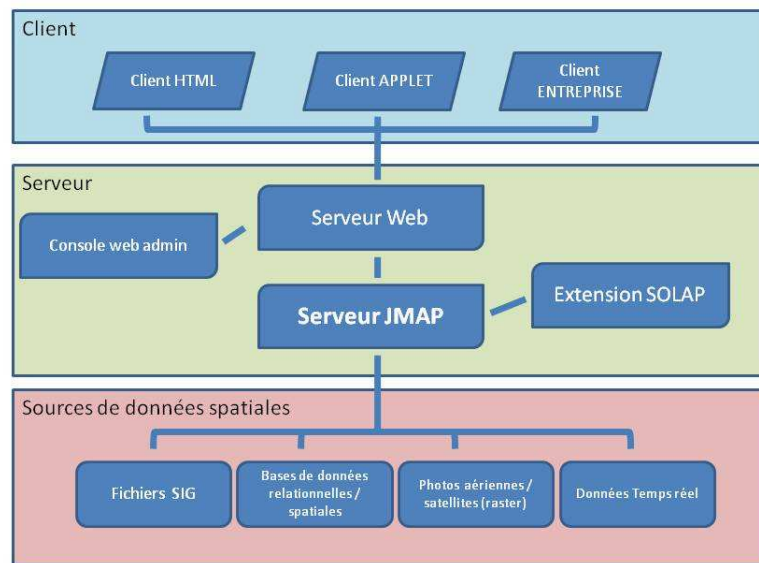 Client
Client HTML
Client APPLET
Client
ENTREPRISE
Serveur
Serveur Web
Console web admin
Serveur JMAP
Extension SOLAP
Sources de données spatiales
Fichiers SIG
Bases de données
relationnelles /
spatiales
Photos aériennes /
satellites (raster)
Données Temps réel